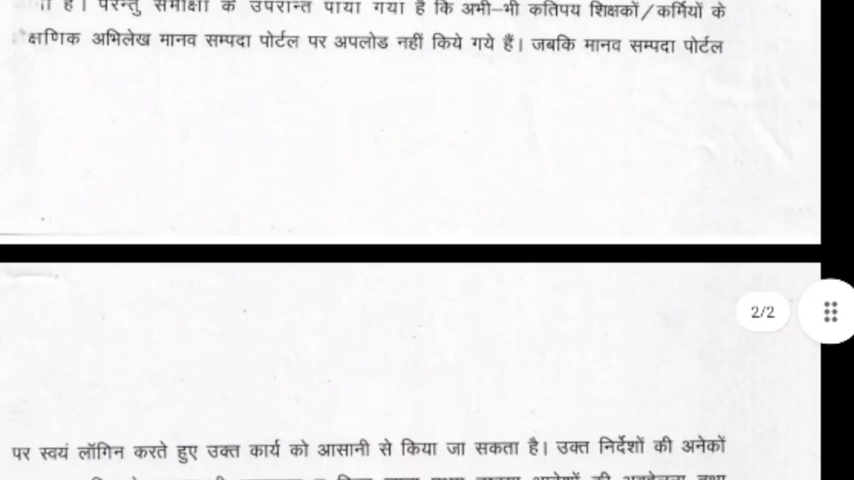 है। परन्तु समीक्षा के उपरान्त पाया गया है कि अभी–भी कतिपय शिक्षकों/कर्मियों के
क्षणिक अभिलेख मानव सम्पदा पोर्टल पर अपलोड नहीं किये गये हैं। जबकि मानव सम्पदा पोर्टल
2/2
पर स्वयं लॉगिन करते हुए उक्त कार्य को आसानी से किया जा सकता है। उक्त निर्देशों की अनेकों